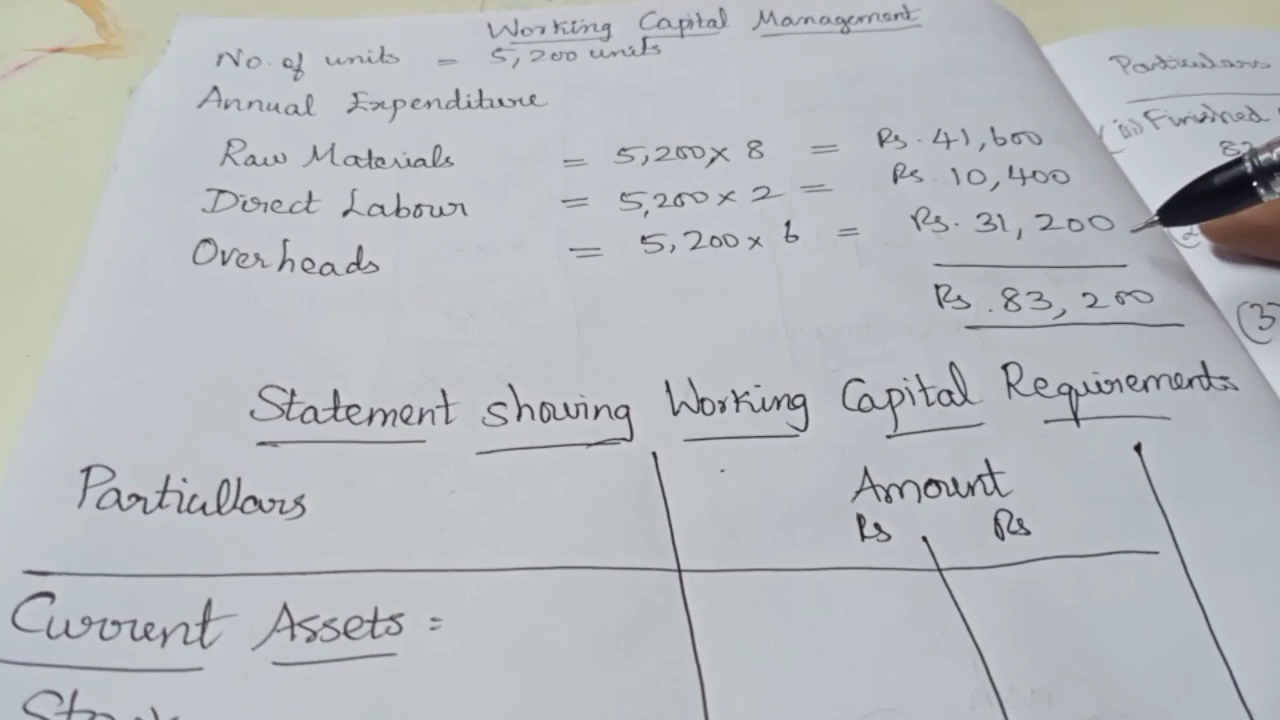 Working Capital Management
No. of units = 5,200 units
Annual Expenditure
Raw Materials = 5,200 x 8 = Rs. 41,600
Direct Labour = 5,200 x 2 = Rs. 10,400
Overheads = 5,200 x 6 = Rs. 31,200
Rs. 83,200
Statement showing Working Capital Requirements
Particulars Amount
Rs Rs
Current Assets :
Particulars
(iii) Finished
(3